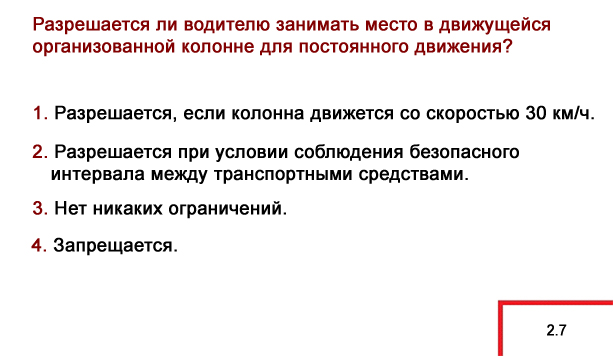 Разрешается ли водителю занимать место в движущейся
организованной колонне для постоянного движения?
1. Разрешается, если колонна движется со скоростью 30 км/ч.
2. Разрешается при условии соблюдения безопасного
интервала между транспортными средствами.
3. Нет никаких ограничений.
4. Запрещается.
2.7